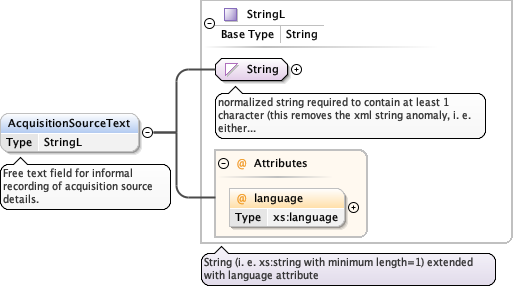 StringL
Base Type String
String
normalized string required to contain at least 1
character (this removes the xml string anomaly, i. e.
either...
AcquisitionSourceText
Type StringL
Free text field for informal
recording of acquisition source
details.
@ Attributes
@ language
Type xs:language
String (i. e. xs:string with minimum length=1) extended
with language attribute